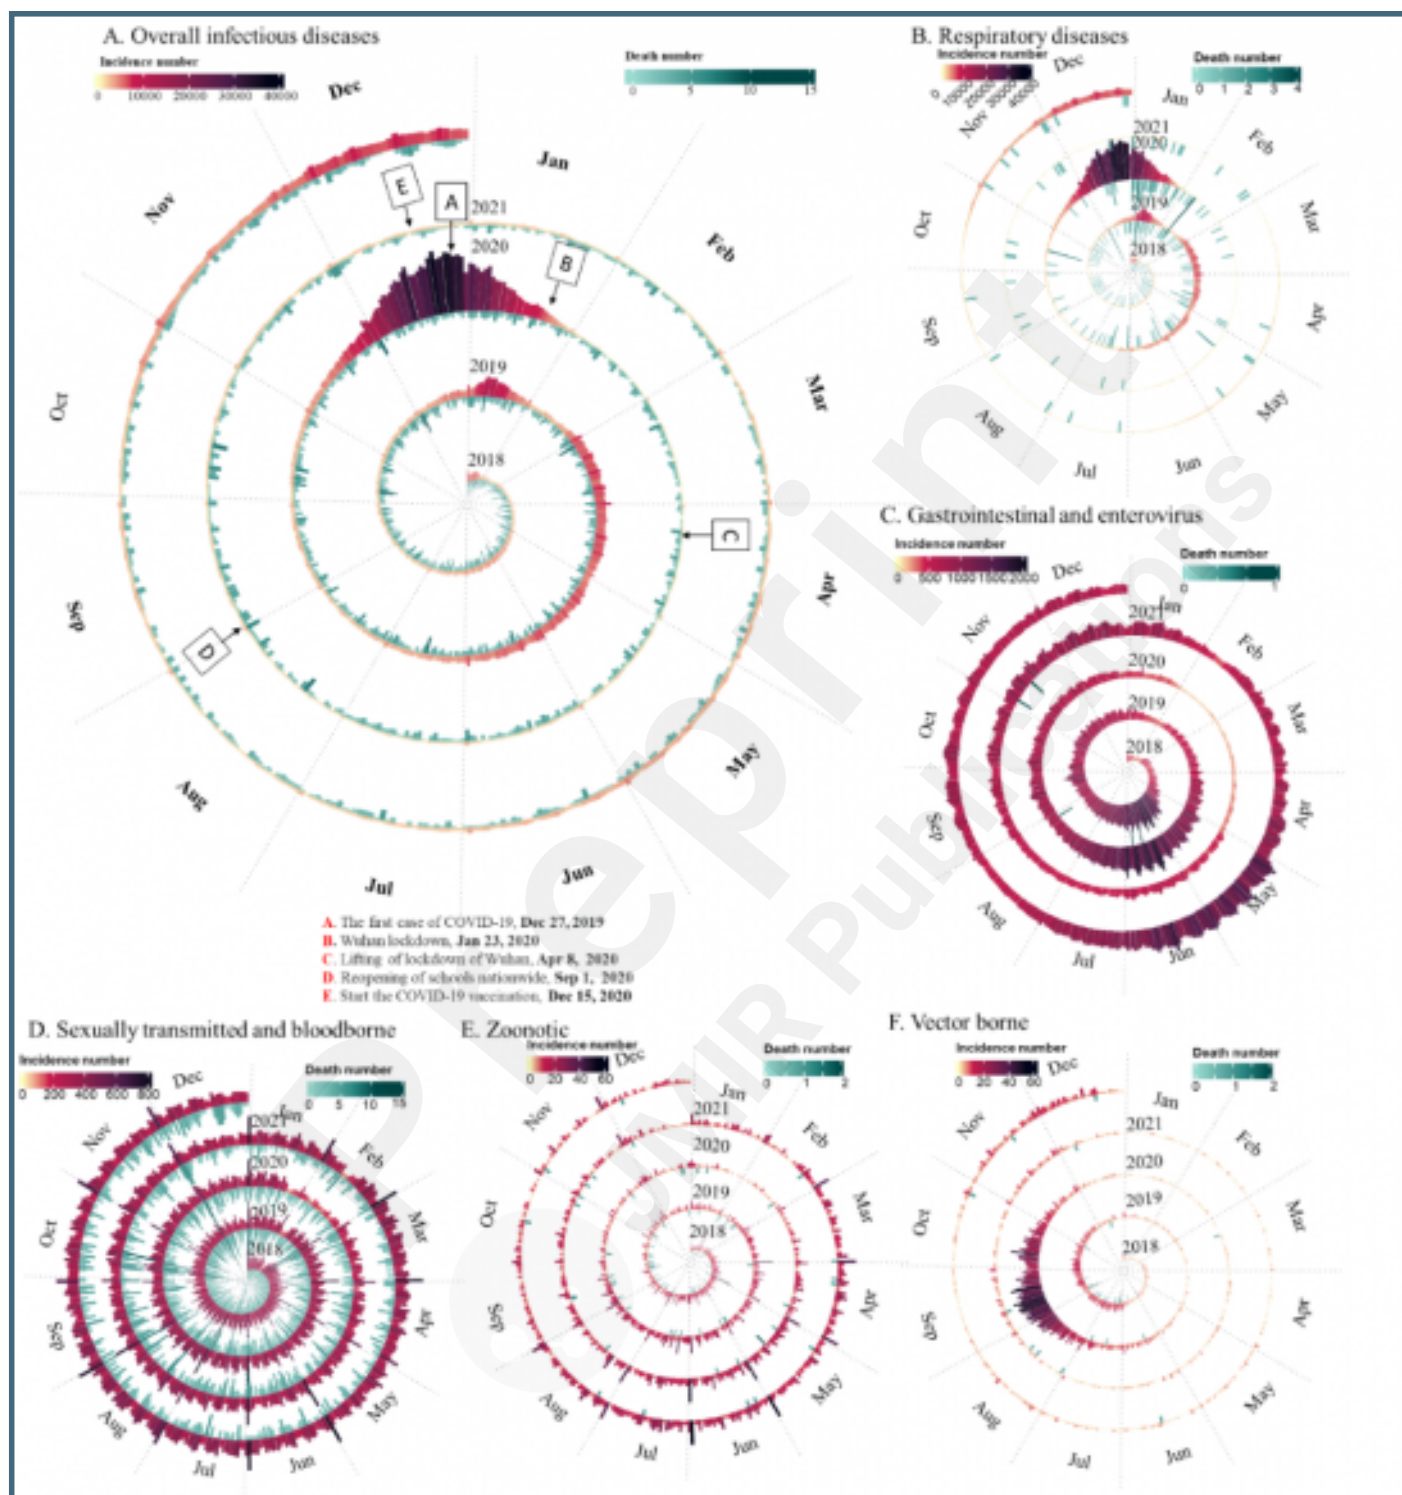 A. Overall infectious diseases
Incidence number
0 10000 20000 30000 40000
Death number
0 5 10 15
Dec
Jan
Nov
Feb
Oct
Mar
Sep
Apr
Aug
May
Jul
Jun
2021
2020
2019
2018
E
A
B
C
D
A. The first case of COVID-19, Dec 27, 2019
B. Wuhan lockdown, Jan 23, 2020
C. Lifting of lockdown of Wuhan, Apr 8, 2020
D. Reopening of schools nationwide, Sep 1, 2020
E. Start the COVID-19 vaccination, Dec 15, 2020
B. Respiratory diseases
Incidence number
0 10000 20000 30000 40000
Death number
0 1 2 3 4
Dec
Jan
Nov
Feb
Oct
Mar
Sep
Apr
Aug
May
Jul
Jun
2021
2020
2019
2018
C. Gastrointestinal and enterovirus
Incidence number
0 500 1000 1500 2000
Death number
0 1
Dec
Jan
Nov
Feb
Oct
Mar
Sep
Apr
Aug
May
Jul
Jun
2021
2020
2019
2018
D. Sexually transmitted and bloodborne
Incidence number
0 200 400 600 800
Death number
0 5 10 15
Dec
Jan
Nov
Feb
Oct
Mar
Sep
Apr
Aug
May
Jul
Jun
2021
2020
2019
2018
E. Zoonotic
Incidence number
0 20 40 60
Death number
0 1 2
Dec
Jan
Nov
Feb
Oct
Mar
Sep
Apr
Aug
May
Jul
Jun
2021
2020
2019
2018
F. Vector borne
Incidence number
0 20 40 60
Death number
0 1 2
Dec
Jan
Nov
Feb
Oct
Mar
Sep
Apr
Aug
May
Jul
Jun
2021
2020
2019
2018
Preprint
JMIR Publications